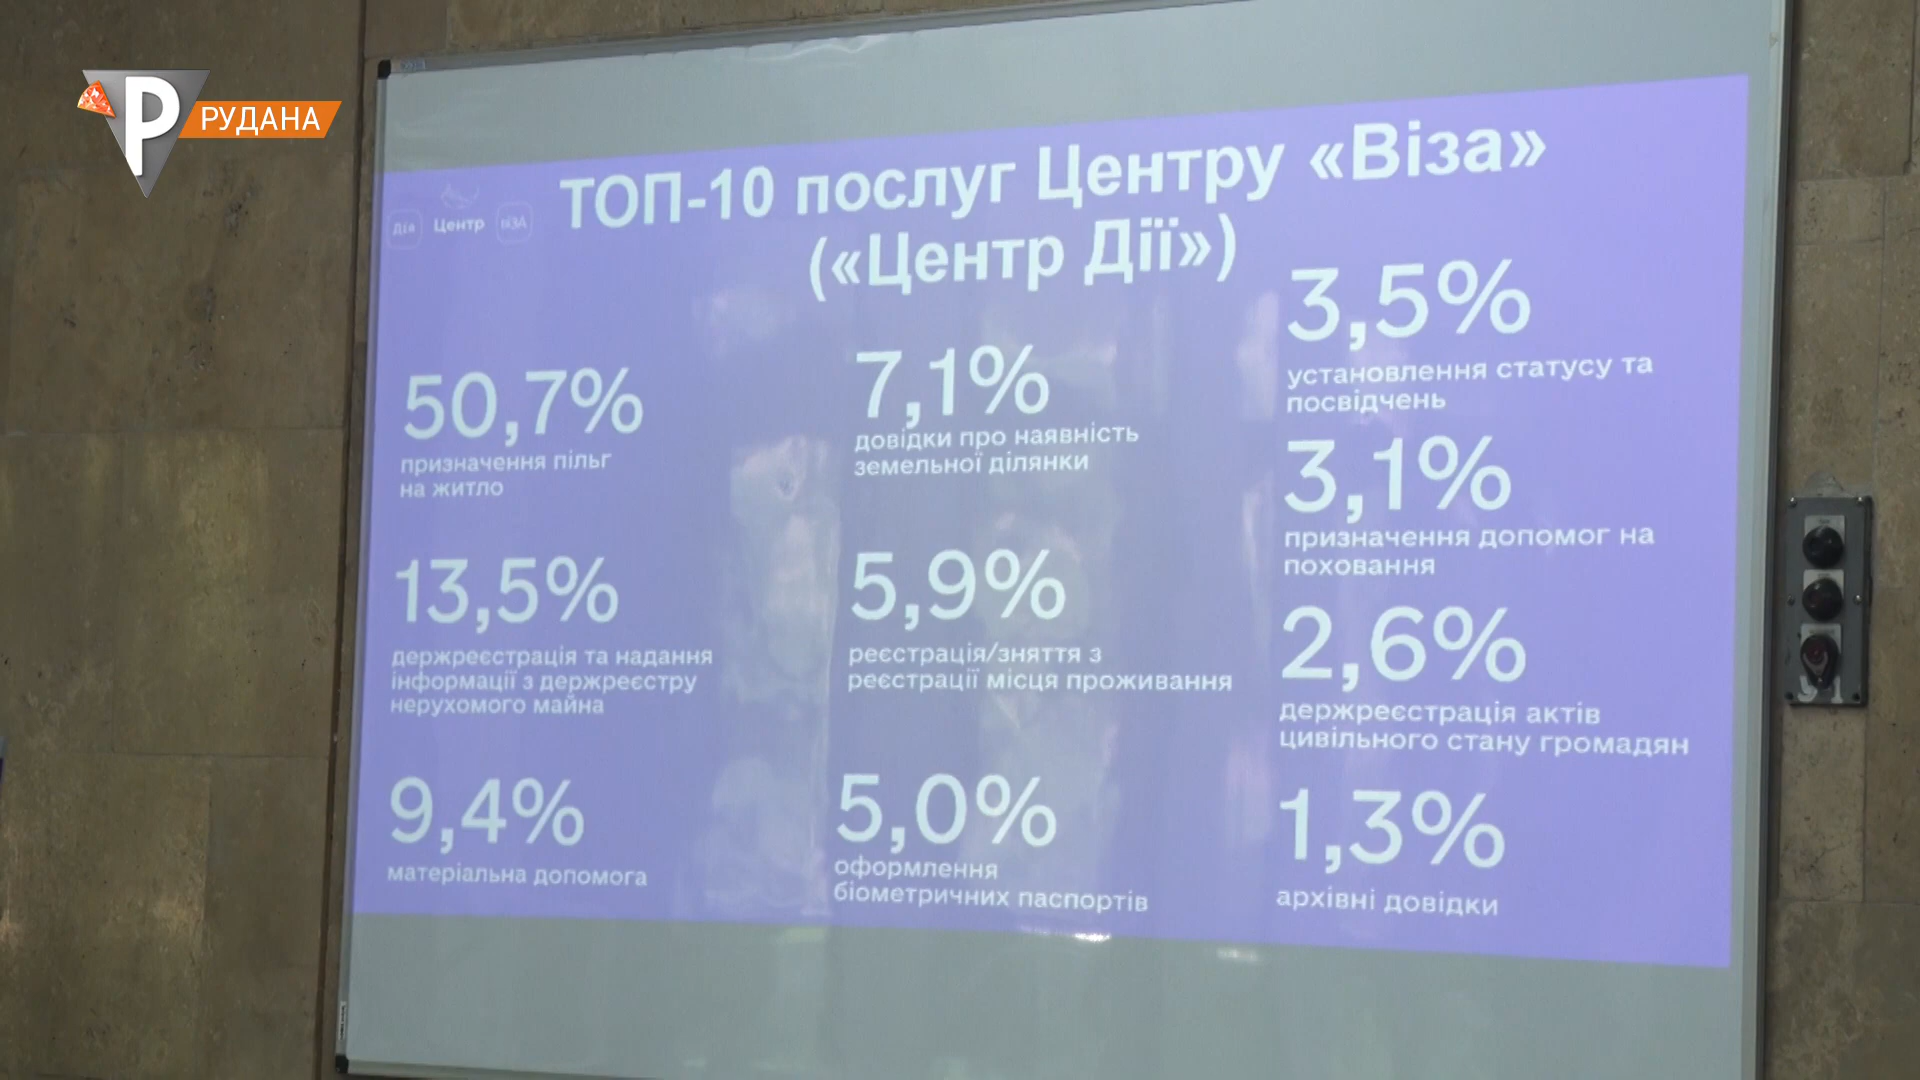 Р
РУДАНА
ТОП-10 послуг Центру «Віза»
(«Центр Дії»)
Дія Центр ВІЗА
50,7%
призначення пільг
на житло
13,5%
держреєстрація та надання
інформації з держреєстру
нерухомого майна
9,4%
матеріальна допомога
7,1%
довідки про наявність
земельної ділянки
5,9%
реєстрація/зняття з
реєстрації місця проживання
5,0%
оформлення
біометричних паспортів
3,5%
установлення статусу та
посвідчень
3,1%
призначення допомог на
поховання
2,6%
держреєстрація актів
цивільного стану громадян
1,3%
архівні довідки